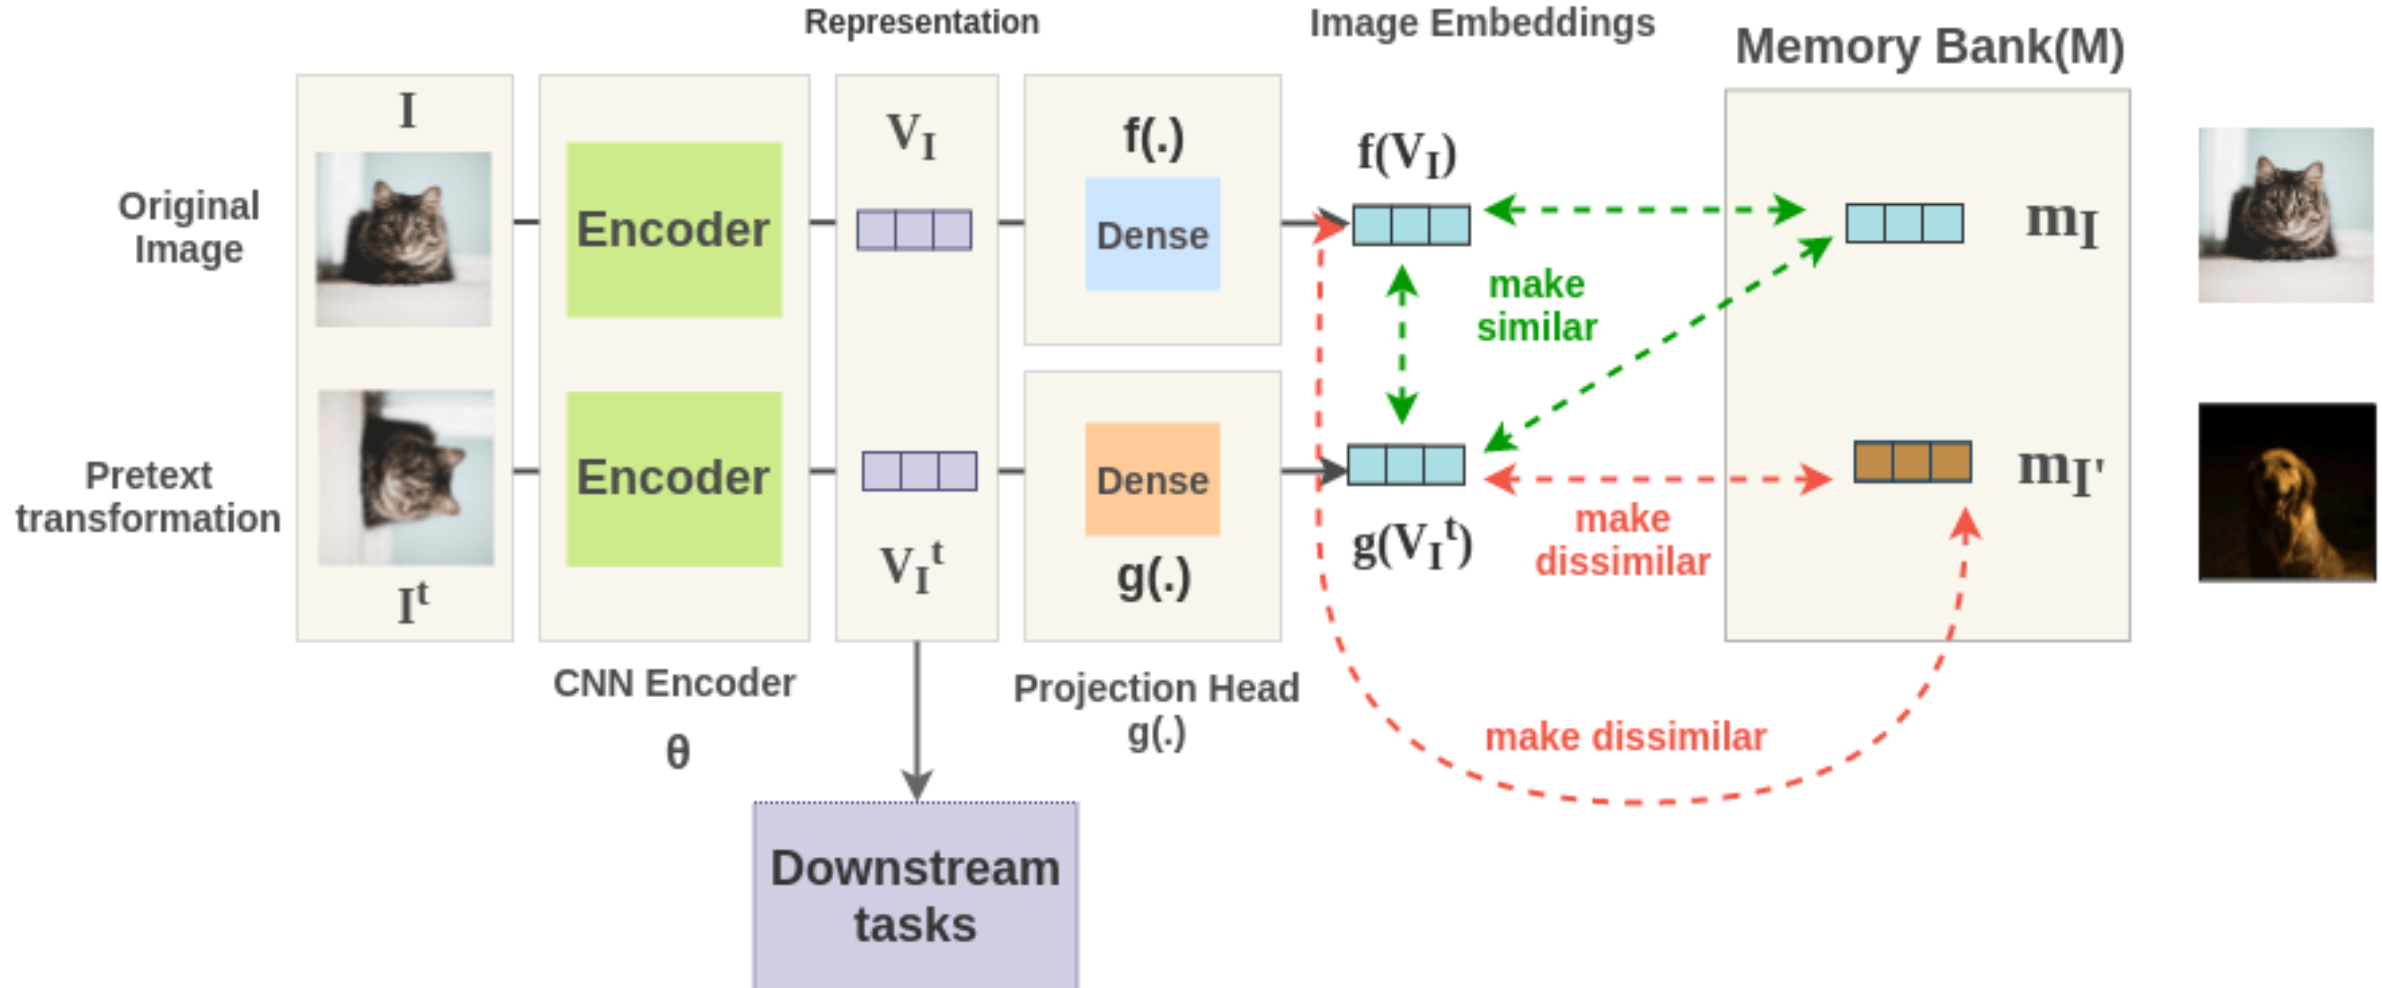 Representation
Image Embeddings
Memory Bank(M)
I
V_I
f(.)
f(V_I)
Original
Image
Encoder
Dense
m_I
make
similar
Pretext
transformation
Encoder
Dense
m_I'
make
dissimilar
I^t
V_I^t
g(.)
g(V_I^t)
CNN Encoder
θ
Projection Head
g(.)
make dissimilar
Downstream
tasks